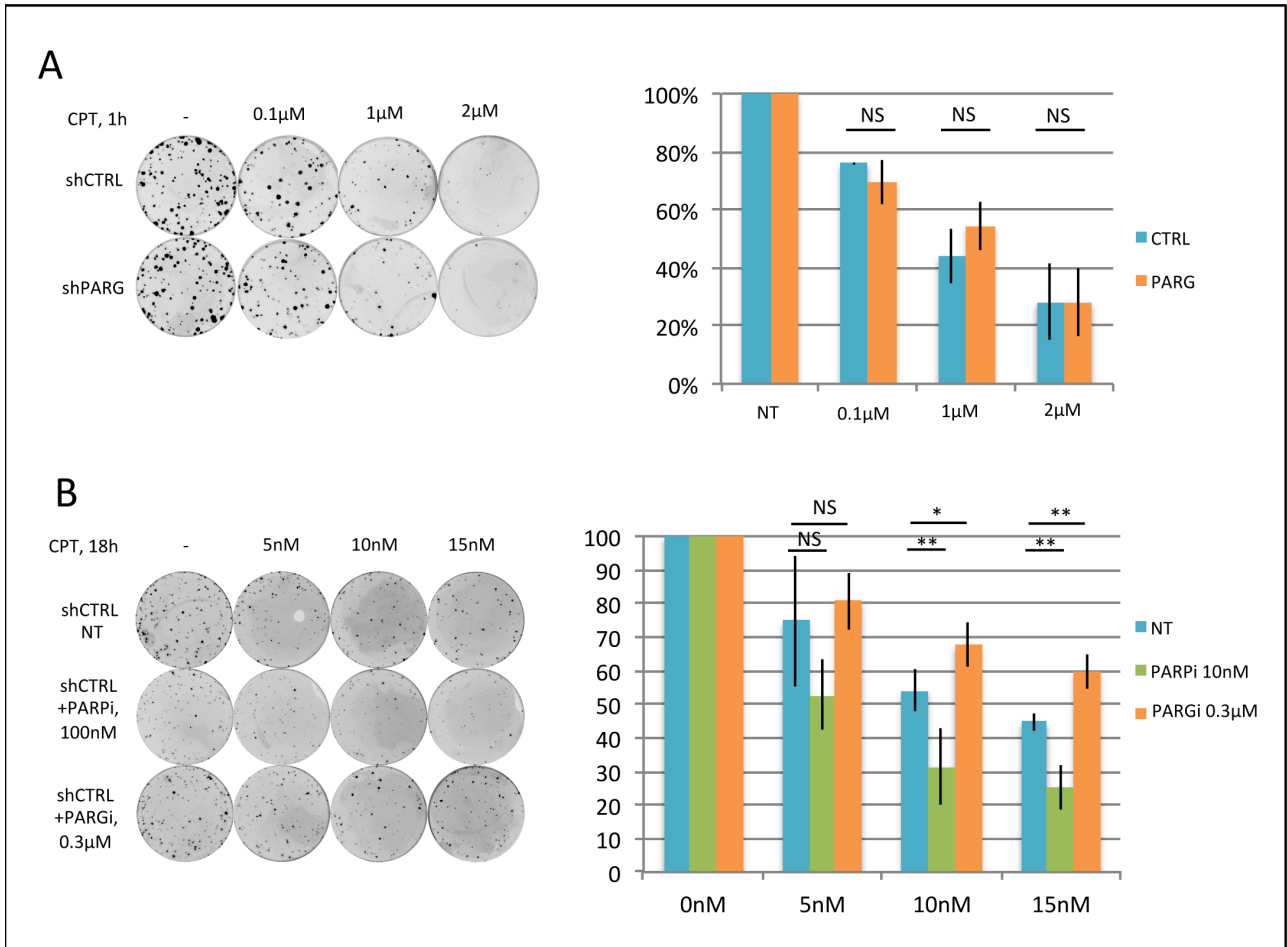 A
CPT, 1h - 0.1µM 1µM 2µM
shCTRL
shPARG
100%
80%
60%
40%
20%
0%
NS NS NS
NT 0.1µM 1µM 2µM
CTRL
PARG
B
CPT, 18h - 5nM 10nM 15nM
shCTRL
NT
shCTRL
+PARPi,
100nM
shCTRL
+PARGi,
0.3µM
100
90
80
70
60
50
40
30
20
10
0
NS * **
NS ** **
0nM 5nM 10nM 15nM
NT
PARPi 10nM
PARGi 0.3µM